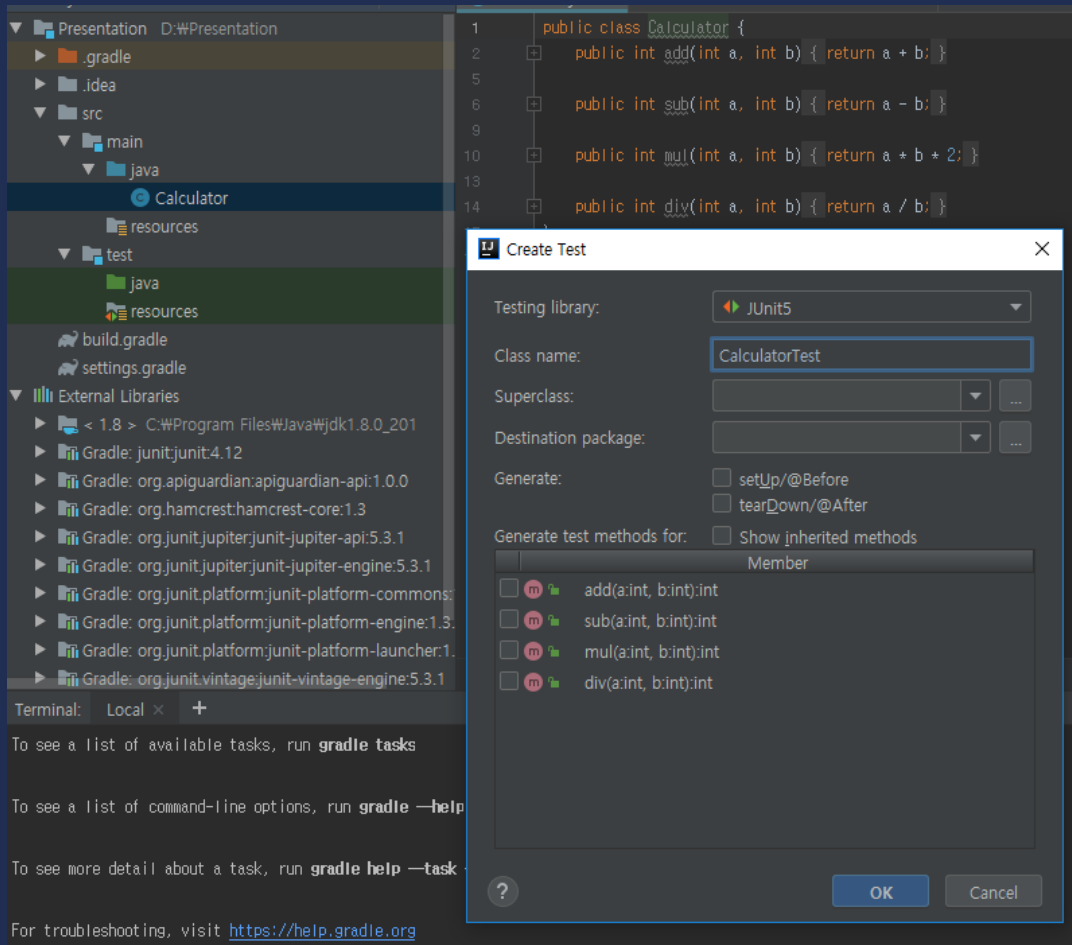 Presentation D:₩Presentation
.gradle
.idea
src
main
java
Calculator
resources
test
java
resources
build.gradle
settings.gradle
External Libraries
< 1.8 > C:₩Program Files₩Java₩jdk1.8.0_201
Gradle: junit:junit:4.12
Gradle: org.apiguardian:apiguardian-api:1.0.0
Gradle: org.hamcrest:hamcrest-core:1.3
Gradle: org.junit.jupiter:junit-jupiter-api:5.3.1
Gradle: org.junit.jupiter:junit-jupiter-engine:5.3.1
Gradle: org.junit.platform:junit-platform-commons:
Gradle: org.junit.platform:junit-platform-engine:1.3.
Gradle: org.junit.platform:junit-platform-launcher:1.
Gradle: org.junit.vintage:junit-vintage-engine:5.3.1
1 public class Calculator {
2 public int add(int a, int b) { return a + b; }
5
6 public int sub(int a, int b) { return a - b; }
9
10 public int mul(int a, int b) { return a * b * 2; }
13
14 public int div(int a, int b) { return a / b; }
Create Test
Testing library: JUnit5
Class name: CalculatorTest
Superclass: ...
Destination package: ...
Generate: setUp/@Before
tearDown/@After
Generate test methods for: Show inherited methods
Member
m add(a:int, b:int):int
m sub(a:int, b:int):int
m mul(a:int, b:int):int
m div(a:int, b:int):int
? OK Cancel
Terminal: Local × +
To see a list of available tasks, run gradle tasks
To see a list of command-line options, run gradle --help
To see more detail about a task, run gradle help --task
For troubleshooting, visit https://help.gradle.org